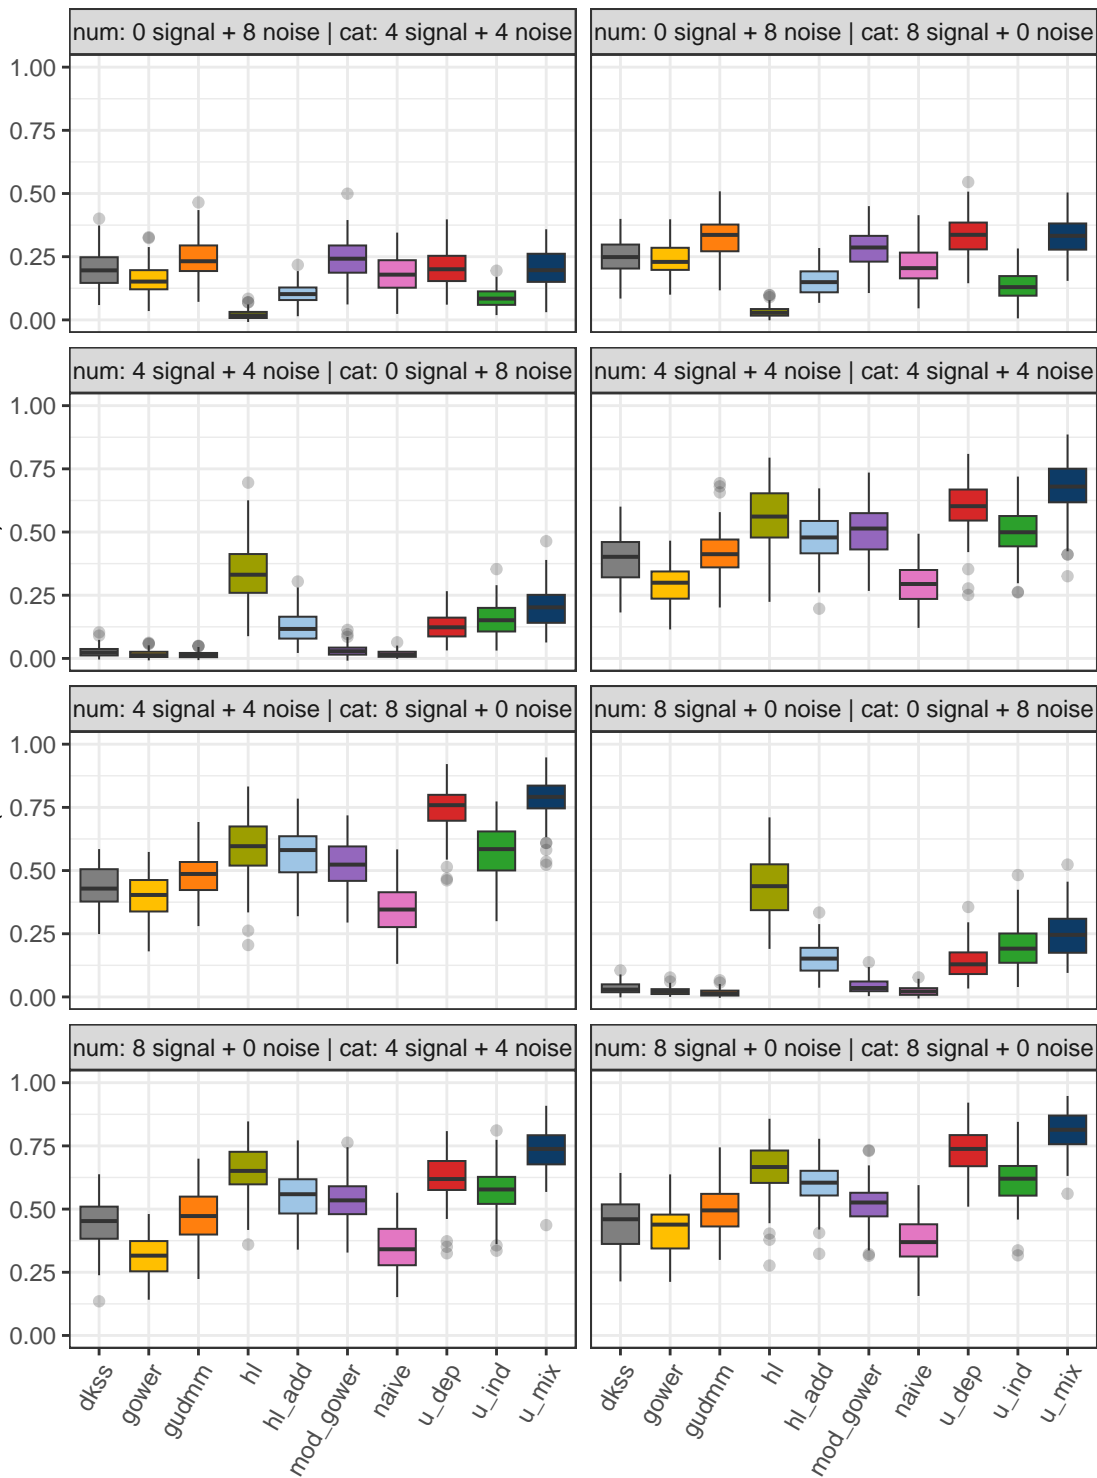 num: 0 signal + 8 noise | cat: 4 signal + 4 noise
num: 0 signal + 8 noise | cat: 8 signal + 0 noise
1.00
0.75
0.50
0.25
0.00
num: 4 signal + 4 noise | cat: 0 signal + 8 noise
num: 4 signal + 4 noise | cat: 4 signal + 4 noise
1.00
0.75
0.50
0.25
0.00
num: 4 signal + 4 noise | cat: 8 signal + 0 noise
num: 8 signal + 0 noise | cat: 0 signal + 8 noise
1.00
0.75
0.50
0.25
0.00
num: 8 signal + 0 noise | cat: 4 signal + 4 noise
num: 8 signal + 0 noise | cat: 8 signal + 0 noise
1.00
0.75
0.50
0.25
0.00
dkss
gower
gudmm
hl
hl_add
mod_gower
naive
u_dep
u_ind
u_mix
dkss
gower
gudmm
hl
hl_add
mod_gower
naive
u_dep
u_ind
u_mix